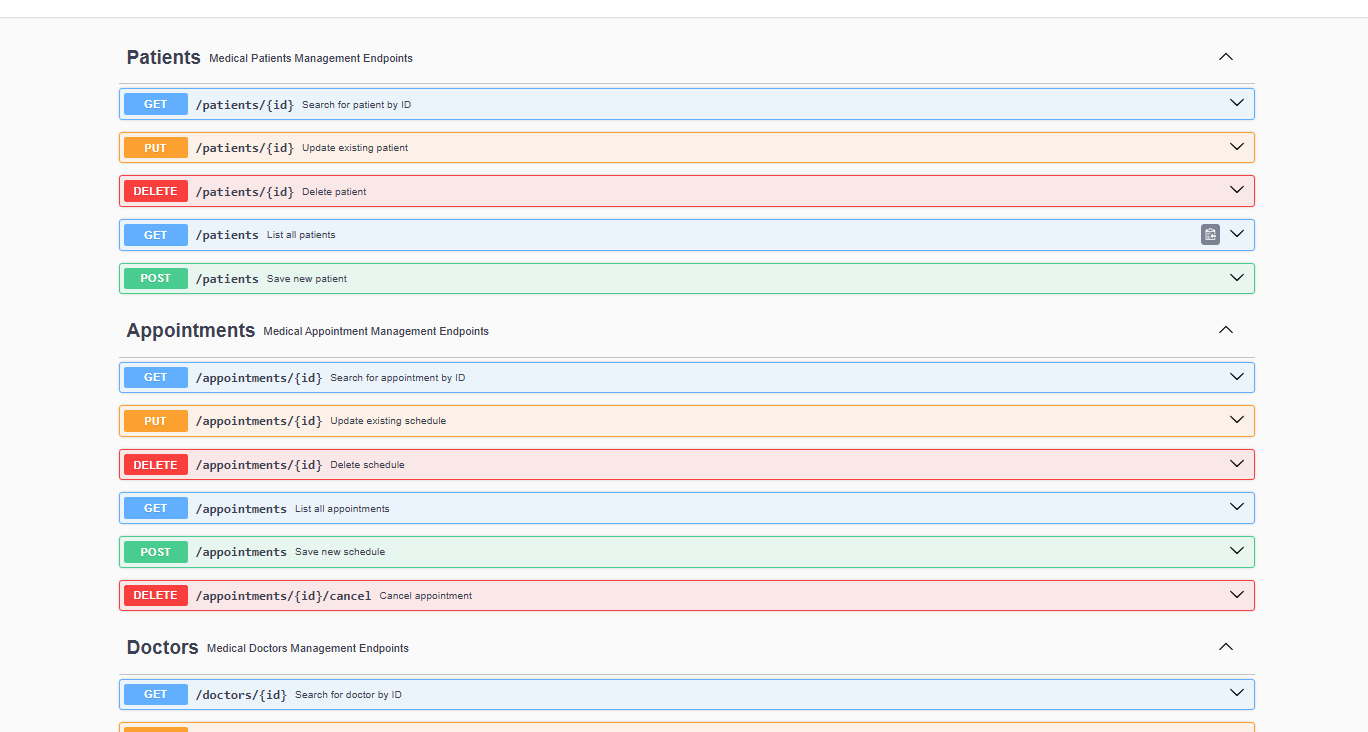 Patients Medical Patients Management Endpoints
GET /patients/{id} Search for patient by ID
PUT /patients/{id} Update existing patient
DELETE /patients/{id} Delete patient
GET /patients List all patients
POST /patients Save new patient
Appointments Medical Appointment Management Endpoints
GET /appointments/{id} Search for appointment by ID
PUT /appointments/{id} Update existing schedule
DELETE /appointments/{id} Delete schedule
GET /appointments List all appointments
POST /appointments Save new schedule
DELETE /appointments/{id}/cancel Cancel appointment
Doctors Medical Doctors Management Endpoints
GET /doctors/{id} Search for doctor by ID